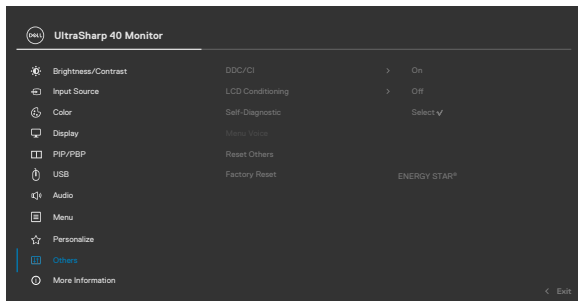 DELL UltraSharp 40 Monitor
Brightness/Contrast DDC/CI > On
Input Source LCD Conditioning > Off
Color Self-Diagnostic Select ✓
Display Menu Voice
PIP/PBP Reset Others
USB Factory Reset ENERGY STAR®
Audio
Menu
Personalize
Others
More Information
< Exit